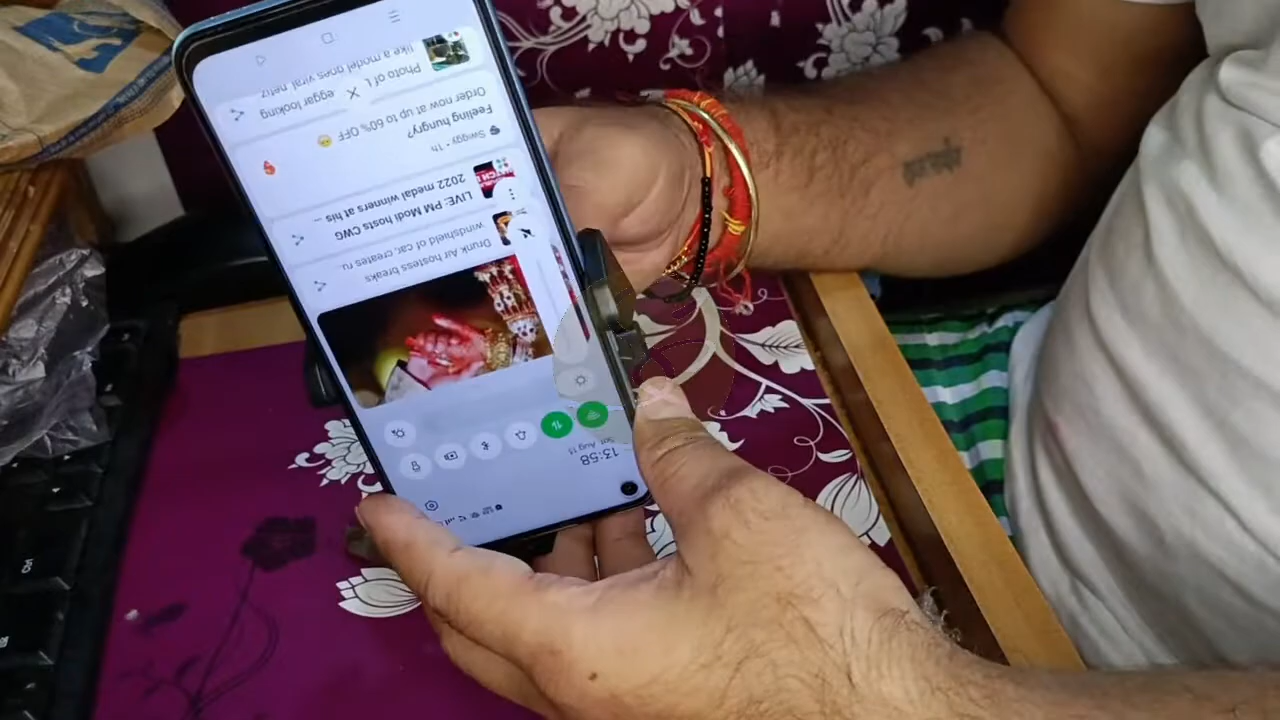 13:58
Sat, Aug 13
Drunk Air hostess breaks
windshield of car, creates ru...
LIVE: PM Modi hosts CWG
2022 medal winners at his ...
Swiggy • 1h
Feeling hungry?
Order now at up to 60% OFF
Photo of
eggar looking
like a model goes viral